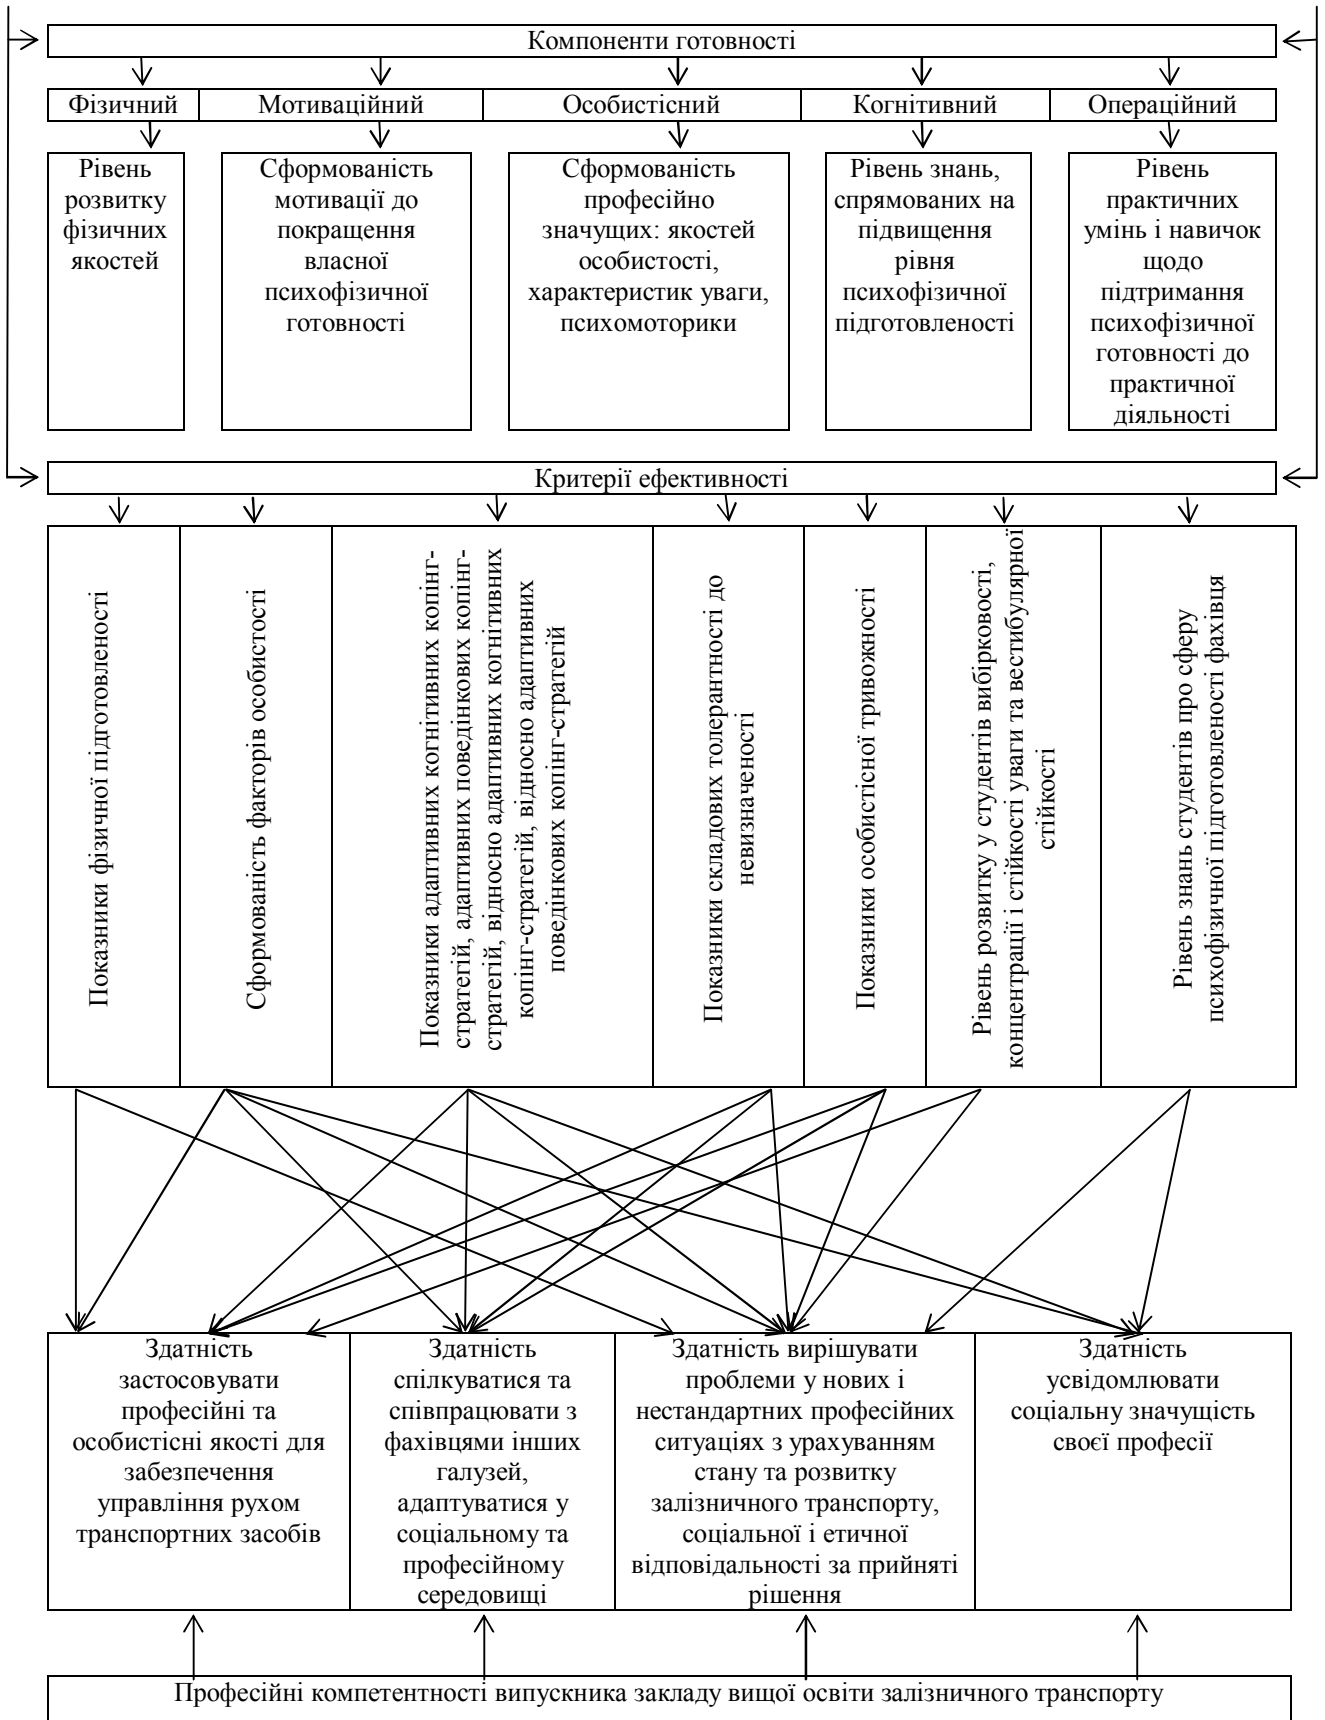 Компоненти готовності
Фізичний
Мотиваційний
Особистісний
Когнітивний
Операційний
Рівень
розвитку
фізичних
якостей
Сформованість
мотивації до
покращення
власної
психофізичної
готовності
Сформованість
професійно
значущих: якостей
особистості,
характеристик уваги,
психомоторики
Рівень знань,
спрямованих на
підвищення
рівня
психофізичної
підготовленості
Рівень
практичних
умінь і навичок
щодо
підтримання
психофізичної
готовності до
практичної
діяльності
Критерії ефективності
Показники фізичної підготовленості
Сформованість факторів особистості
Показники адаптивних когнітивних копінг-
стратегій, адаптивних поведінкових копінг-
стратегій, відносно адаптивних когнітивних
копінг-стратегій, відносно адаптивних
поведінкових копінг-стратегій
Показники складових толерантності до
невизначеності
Показники особистісної тривожності
Рівень розвитку у студентів вибірковості,
концентрації і стійкості уваги та вестибулярної
стійкості
Рівень знань студентів про сферу
психофізичної підготовленості фахівця
Здатність
застосовувати
професійні та
особистісні якості для
забезпечення
управління рухом
транспортних засобів
Здатність
спілкуватися та
співпрацювати з
фахівцями інших
галузей,
адаптуватися у
соціальному та
професійному
середовищі
Здатність вирішувати
проблеми у нових і
нестандартних професійних
ситуаціях з урахуванням
стану та розвитку
залізничного транспорту,
соціальної і етичної
відповідальності за прийняті
рішення
Здатність
усвідомлювати
соціальну значущість
своєї професії
Професійні компетентності випускника закладу вищої освіти залізничного транспорту